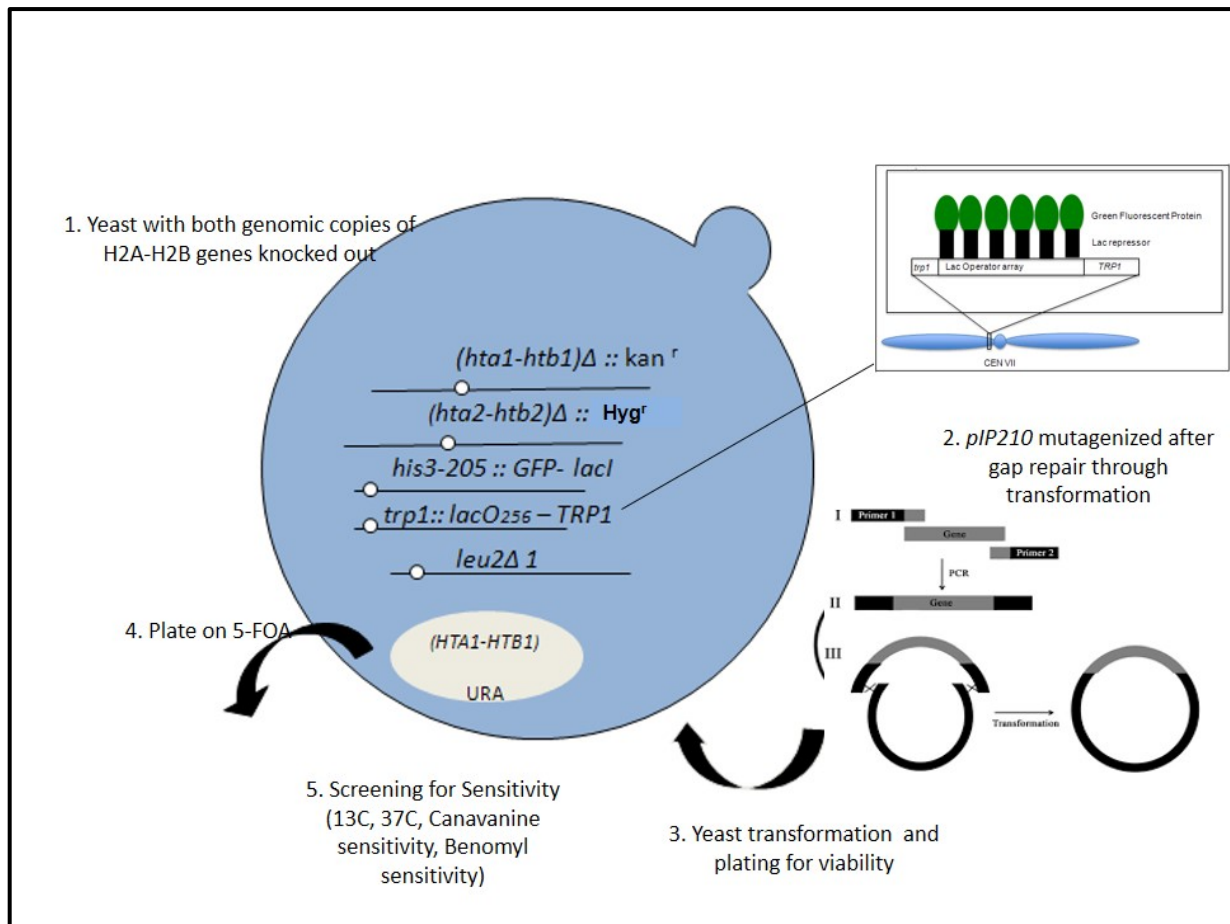 1. Yeast with both genomic copies of
H2A-H2B genes knocked out
(hta1-htb1)Δ :: kan ʳ
(hta2-htb2)Δ :: Hygʳ
his3-205 :: GFP- lacI
trp1:: lacO₂₅₆ – TRP1
leu2Δ 1
(HTA1-HTB1)
URA
Green Fluorescent Protein
Lac repressor
trp1
Lac Operator array
TRP1
CEN VII
2. pIP210 mutagenized after
gap repair through
transformation
I
Primer 1
Gene
Primer 2
PCR
II
Gene
III
Transformation
3. Yeast transformation and
plating for viability
4. Plate on 5-FOA
5. Screening for Sensitivity
(13C, 37C, Canavanine
sensitivity, Benomyl
sensitivity)